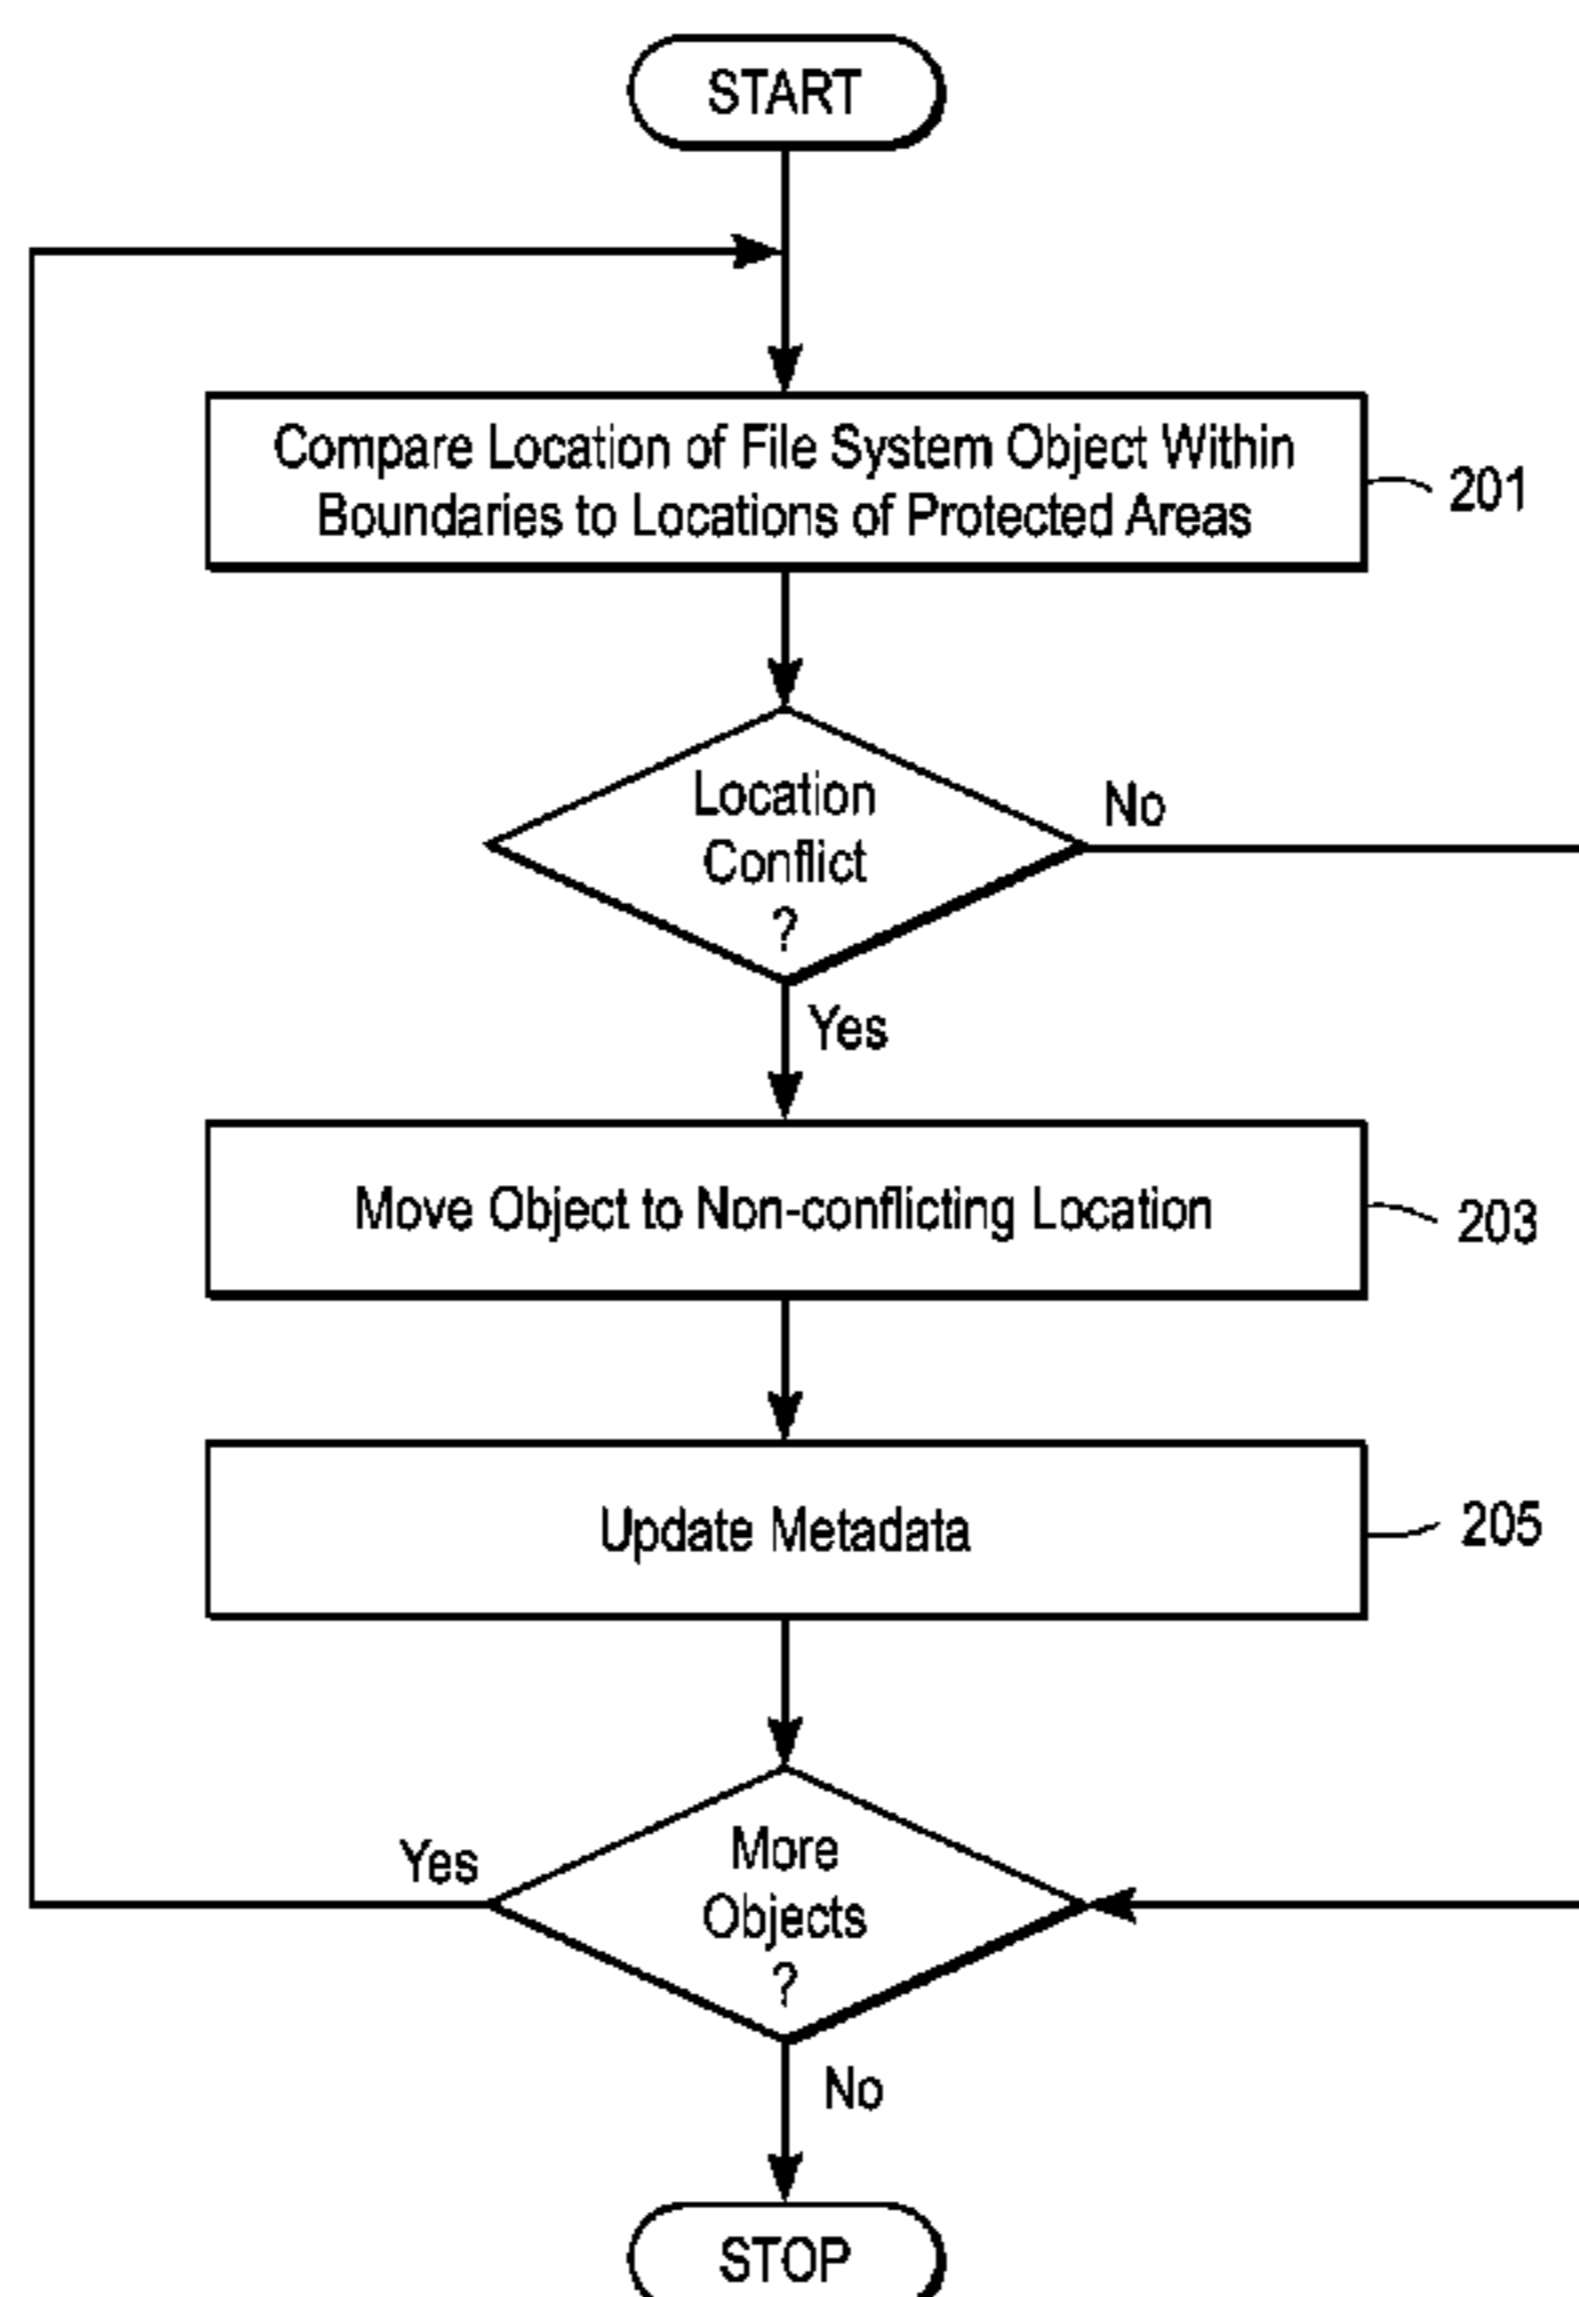 START
Compare Location of File System Object Within
Boundaries to Locations of Protected Areas
201
Location
Conflict
?
No
Yes
Move Object to Non-conflicting Location
203
Update Metadata
205
More
Objects
?
Yes
No
STOP